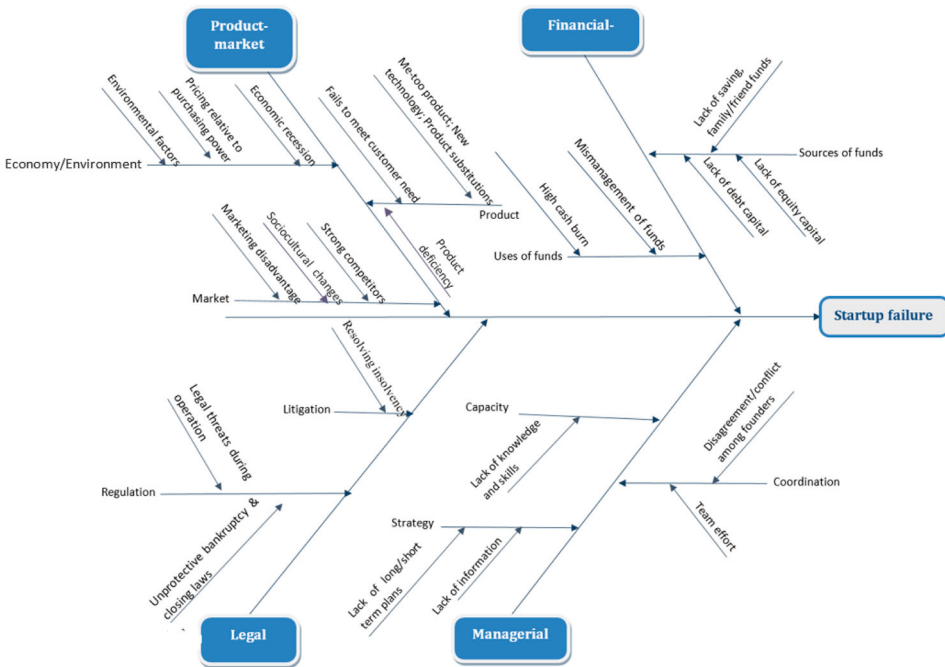 Product-
market
Financial-
Environmental factors
Pricing relative to
purchasing power
Economic recession
Fails to meet customer need
Me-too product; New
technology; Product substitutions
Economy/Environment
Product
Product
deficiency
Marketing disadvantage
Sociocultural changes
Strong competitors
Market
High cash burn
Mismanagement of funds
Uses of funds
Lack of saving,
family/friend funds
Sources of funds
Lack of debt capital
Lack of equity capital
Startup failure
Resolving insolvency
Litigation
Legal threats during
operation
Regulation
Unprotective bankruptcy &
closing laws
Legal
Capacity
Lack of knowledge
and skills
Disagreement/conflict
among founders
Coordination
Team effort
Strategy
Lack of long/short
term plans
Lack of information
Managerial